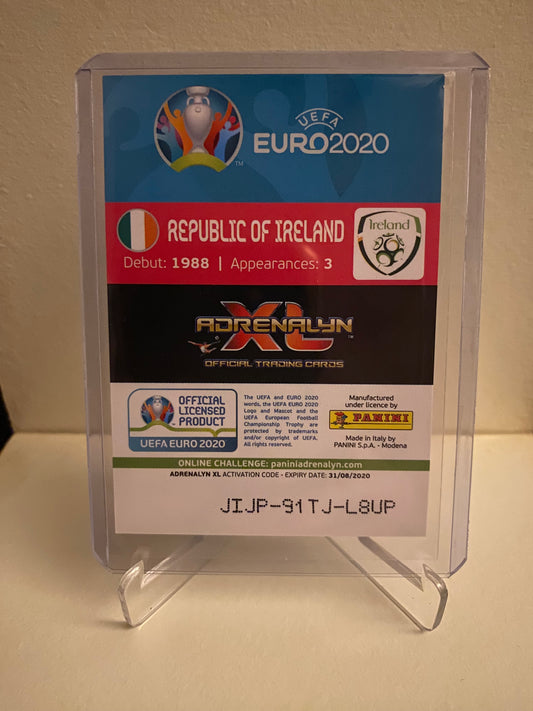 UEFA
EURO2020
TM
REPUBLIC OF IRELAND
Ireland
Debut: 1988 | Appearances: 3
ADRENALYN
XL
OFFICIAL TRADING CARDS
OFFICIAL
LICENSED
PRODUCT
UEFA EURO 2020
The UEFA and EURO 2020
words, the UEFA EURO 2020
Logo and Mascot and the
UEFA European Football
Championship Trophy are
protected by trademarks
and/or copyright of UEFA.
All rights reserved.
Manufactured
under licence by
PANINI
Made in Italy by
PANINI S.p.A. - Modena
ONLINE CHALLENGE: paniniadrenalyn.com
ADRENALYN XL ACTIVATION CODE - EXPIRY DATE: 31/08/2020
JIJP-91TJ-L8UP